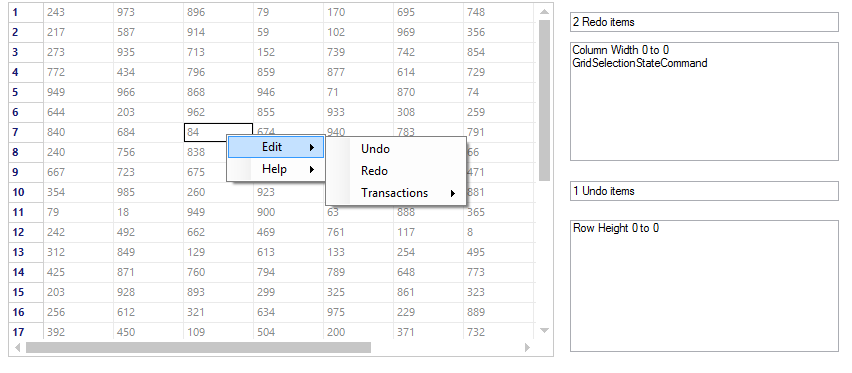 1 243 973 896 79 170 695 748
2 217 587 914 59 102 969 356
3 273 935 713 152 739 742 854
4 772 434 796 859 877 614 729
5 949 966 868 946 71 870 74
6 644 203 962 855 933 308 259
7 840 684 84 674 940 783 791
8 240 756 838 66
9 667 723 675 471
10 354 985 260 923 881
11 79 18 949 900 63 888 365
12 242 492 662 469 761 117 8
13 312 849 129 613 133 254 495
14 425 871 760 794 789 648 773
15 203 928 893 299 325 861 323
16 256 612 321 634 975 229 889
17 392 450 109 504 200 371 732
Edit
Help
Undo
Redo
Transactions
2 Redo items
Column Width 0 to 0
GridSelectionStateCommand
1 Undo items
Row Height 0 to 0